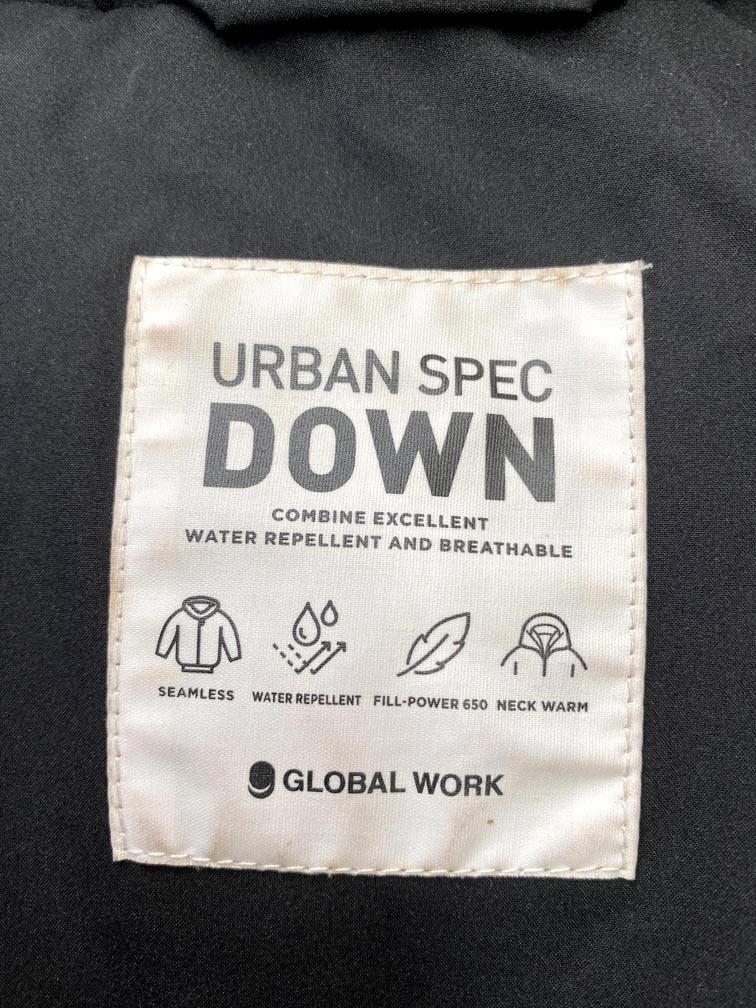 URBAN SPEC
DOWN
COMBINE EXCELLENT
WATER REPELLENT AND BREATHABLE
SEAMLESS WATER REPELLENT FILL-POWER 650 NECK WARM
GLOBAL WORK